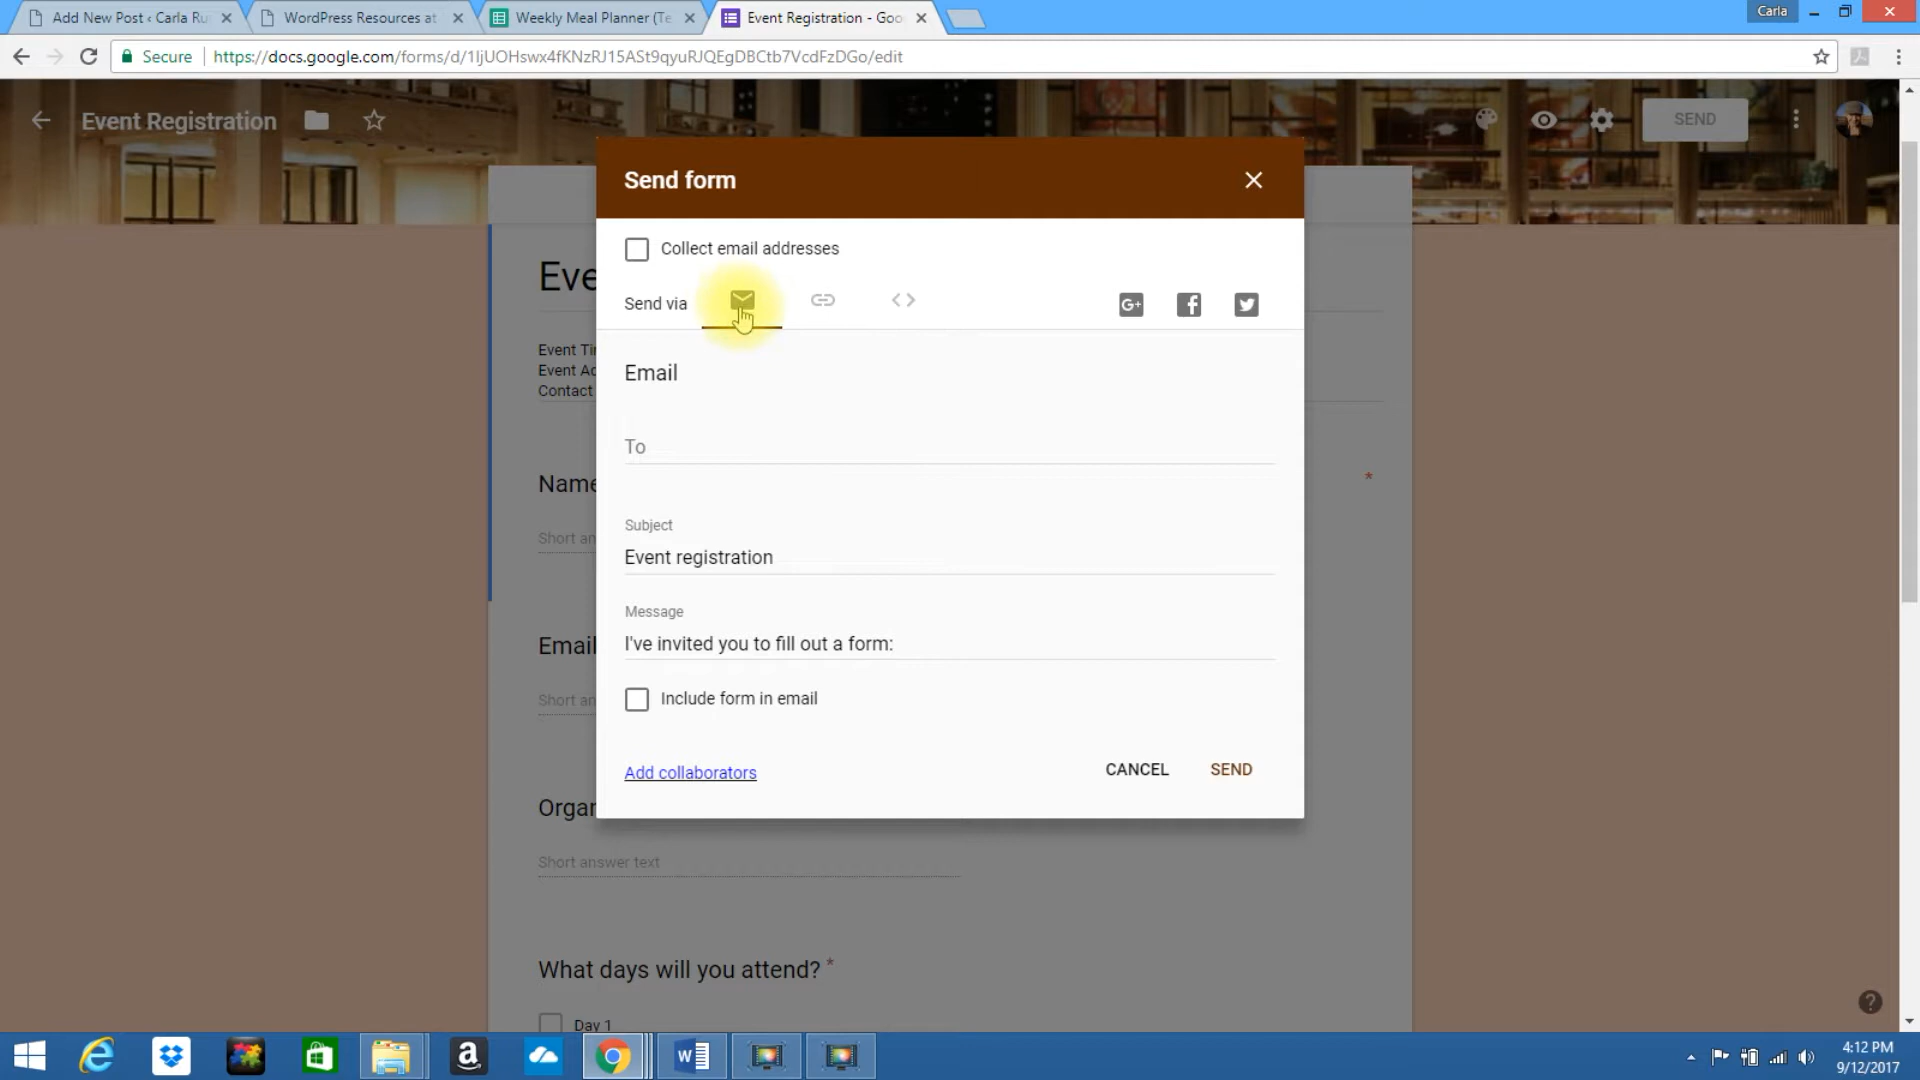 Add New Post ‹ Carla Ru
WordPress Resources at
Weekly Meal Planner (Te
Event Registration - Goo
Carla
Secure
https://docs.google.com/forms/d/1IjUOHswx4fKNzRJ15ASt9qyuRJQEgDBCtb7VcdFzDGo/edit
Event Registration
SEND
Send form
Collect email addresses
Send via
G+
Eve
Event Ti
Event Ad
Contact
Email
To
Name
*
Short an
Subject
Event registration
Message
I've invited you to fill out a form:
Email
Short an
Include form in email
Add collaborators
CANCEL
SEND
Organ
Short answer text
What days will you attend? *
Day 1
4:12 PM
9/12/2017